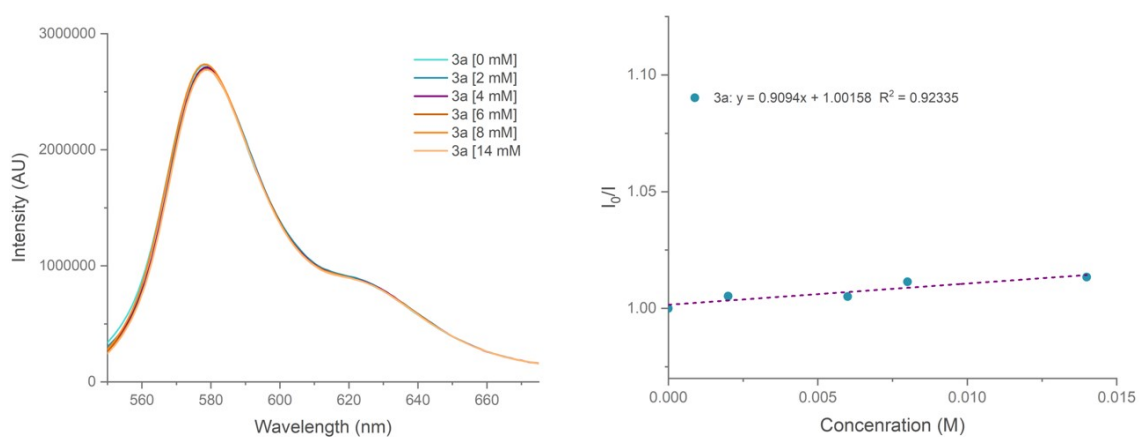 3000000
2000000
1000000
0
Intensity (AU)
560 580 600 620 640 660
Wavelength (nm)
3a [0 mM]
3a [2 mM]
3a [4 mM]
3a [6 mM]
3a [8 mM]
3a [14 mM
1.10
1.05
1.00
I₀/I
3a: y = 0.9094x + 1.00158 R² = 0.92335
0.000 0.005 0.010 0.015
Concenration (M)